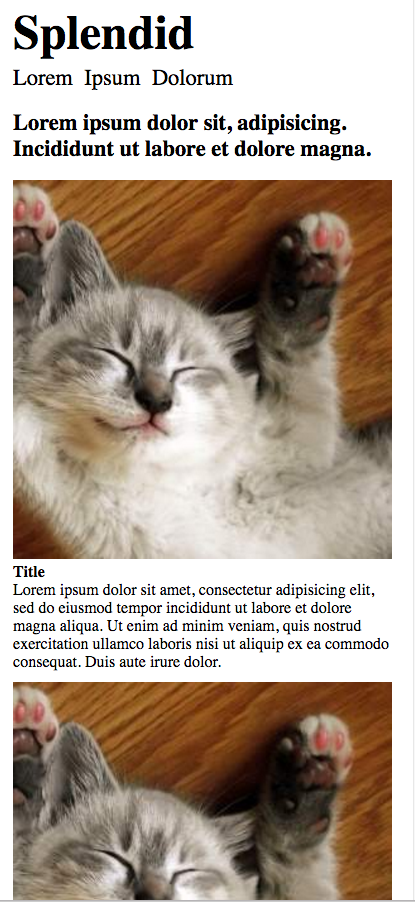 Splendid
Lorem Ipsum Dolorum
Lorem ipsum dolor sit, adipisicing.
Incididunt ut labore et dolore magna.
Title
Lorem ipsum dolor sit amet, consectetur adipisicing elit,
sed do eiusmod tempor incididunt ut labore et dolore
magna aliqua. Ut enim ad minim veniam, quis nostrud
exercitation ullamco laboris nisi ut aliquip ex ea commodo
consequat. Duis aute irure dolor.